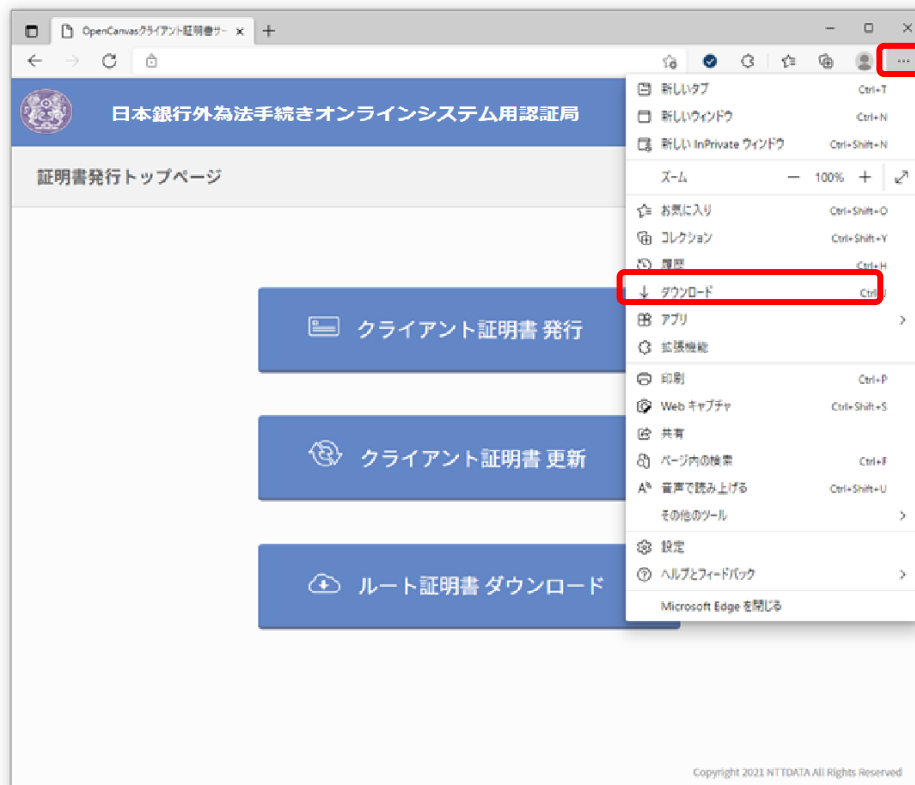 OpenCanvasクライアント証明書サー
日本銀行外為法手続きオンラインシステム用認証局
証明書発行トップページ
クライアント証明書 発行
クライアント証明書 更新
ルート証明書 ダウンロード
新しいタブ Ctrl+T
新しいウィンドウ Ctrl+N
新しい InPrivate ウィンドウ Ctrl+Shift+N
ズーム 100%
お気に入り Ctrl+Shift+O
コレクション Ctrl+Shift+Y
履歴 Ctrl+H
ダウンロード Ctrl+J
アプリ
拡張機能
印刷 Ctrl+P
Web キャプチャ Ctrl+Shift+S
共有
ページ内の検索 Ctrl+F
音声で読み上げる Ctrl+Shift+U
その他のツール
設定
ヘルプとフィードバック
Microsoft Edge を閉じる
Copyright 2021 NTTDATA All Rights Reserved